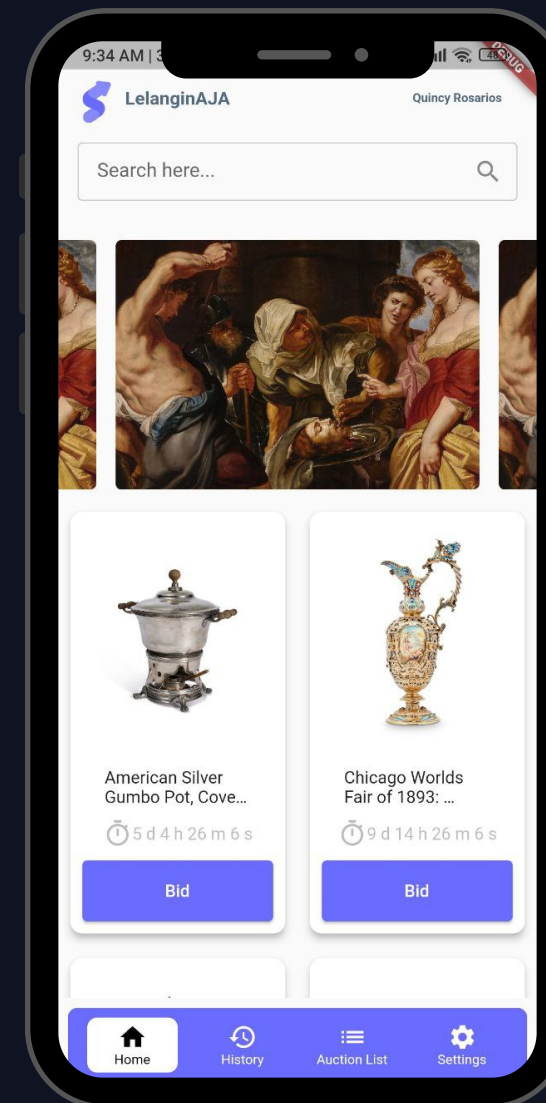 9:34 AM | 3
DEBUG
LelanginAJA
Quincy Rosarios
Search here...
American Silver
Gumbo Pot, Cove...
Chicago Worlds
Fair of 1893: ...
5 d 4 h 26 m 6 s
9 d 14 h 26 m 6 s
Bid
Bid
Home
History
Auction List
Settings